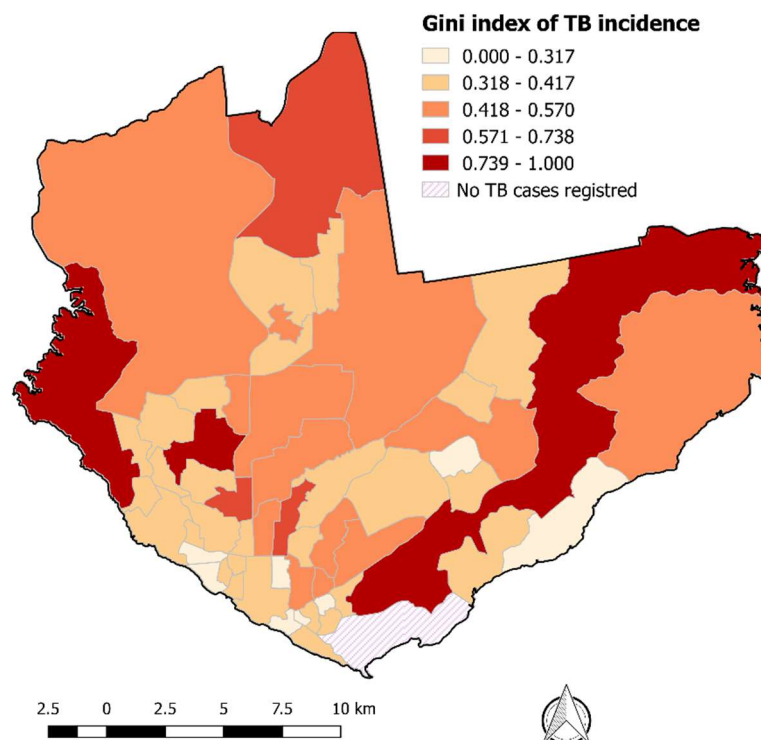 Gini index of TB incidence
0.000 - 0.317
0.318 - 0.417
0.418 - 0.570
0.571 - 0.738
0.739 - 1.000
No TB cases registred
2.5 0 2.5 5 7.5 10 km